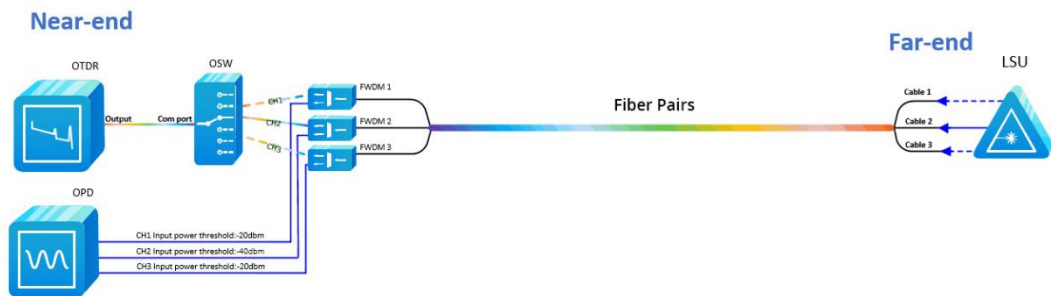 Near-end
Far-end
OTDR
OSW
LSU
Output
Com port
CH1
CH2
CH3
FWDM 1
FWDM 2
FWDM 3
Fiber Pairs
Cable 1
Cable 2
Cable 3
OPD
CH1 Input power threshold:-20dbm
CH2 Input power threshold:-40dbm
CH3 Input power threshold:-20dbm